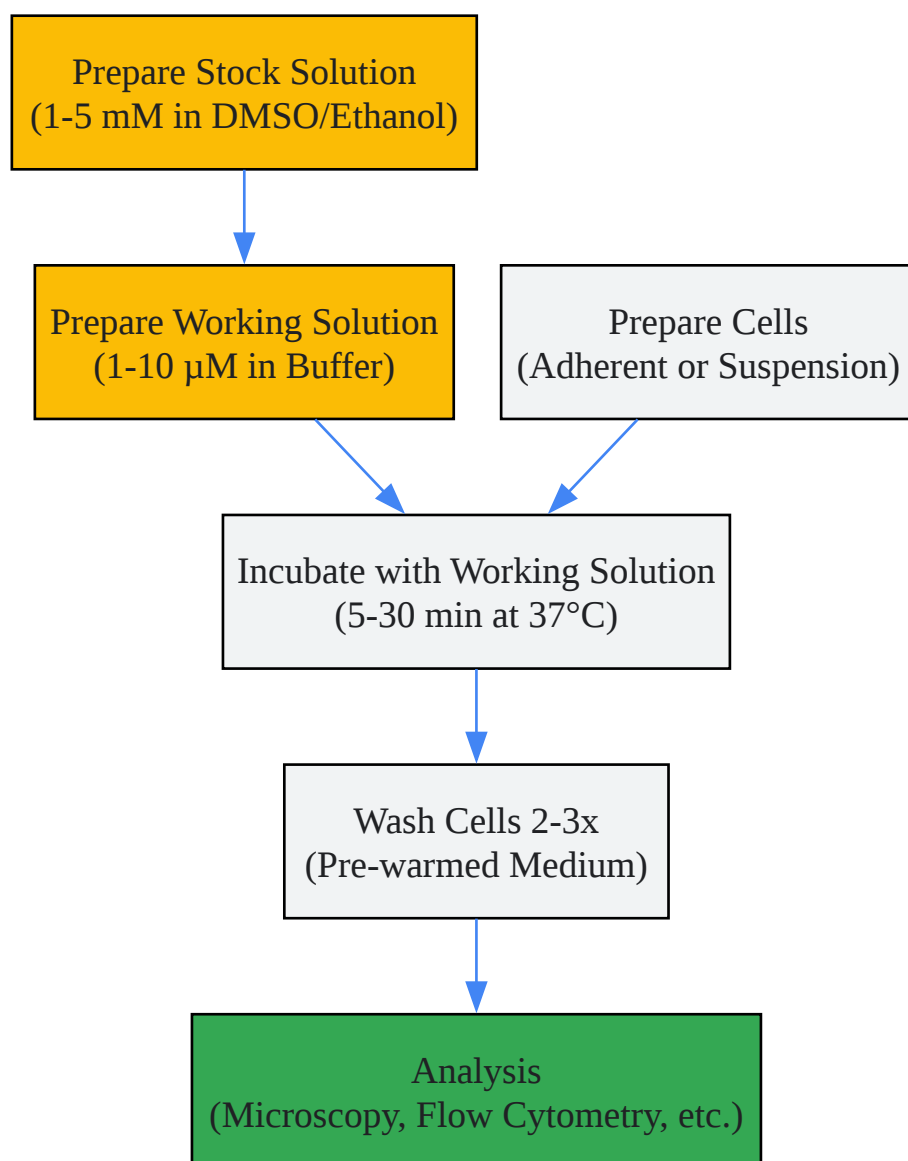 Prepare Stock Solution
(1-5 mM in DMSO/Ethanol)
Prepare Working Solution
(1-10 µM in Buffer)
Prepare Cells
(Adherent or Suspension)
Incubate with Working Solution
(5-30 min at 37°C)
Wash Cells 2-3x
(Pre-warmed Medium)
Analysis
(Microscopy, Flow Cytometry, etc.)